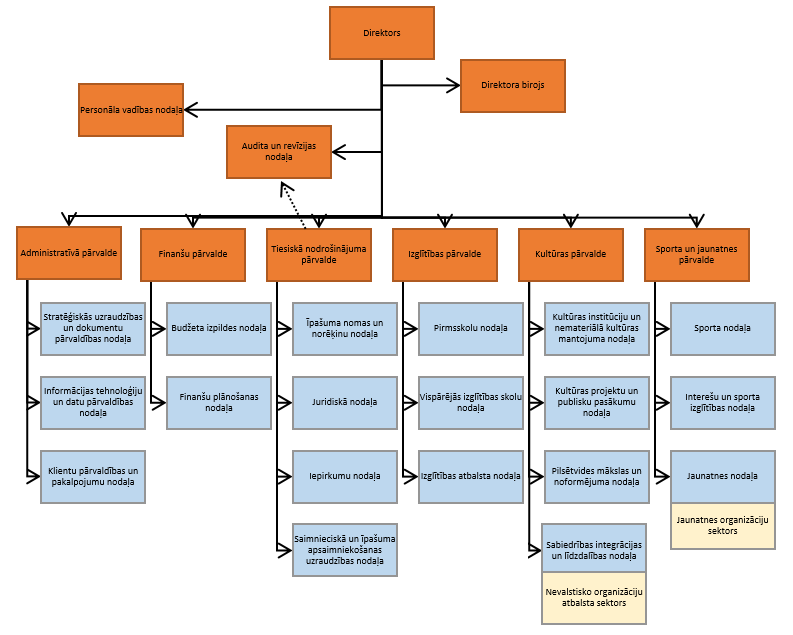 Direktors
Direktora birojs
Personāla vadības nodaļa
Audita un revīzijas
nodaļa
Administratīvā pārvalde
Finanšu pārvalde
Tiesiskā nodrošinājuma
pārvalde
Izglītības pārvalde
Kultūras pārvalde
Sporta un jaunatnes
pārvalde
Stratēģiskās uzraudzības
un dokumentu
pārvaldības nodaļa
Budžeta izpildes nodaļa
Īpašuma nomas un
norēķinu nodaļa
Pirmsskolu nodaļa
Kultūras institūciju un
nemateriālā kultūras
mantojuma nodaļa
Sporta nodaļa
Informācijas tehnoloģiju
un datu pārvaldības
nodaļa
Finanšu plānošanas
nodaļa
Juridiskā nodaļa
Vispārējās izglītības skolu
nodaļa
Kultūras projektu un
publisku pasākumu
nodaļa
Interešu un sporta
izglītības nodaļa
Klientu pārvaldības un
pakalpojumu nodaļa
Iepirkumu nodaļa
Izglītības atbalsta nodaļa
Pilsētvides mākslas un
noformējuma nodaļa
Jaunatnes nodaļa
Jaunatnes organizāciju
sektors
Saimnieciskā un īpašuma
apsaimniekošanas
uzraudzības nodaļa
Sabiedrības integrācijas
un līdzdalības nodaļa
Nevalstisko organizāciju
atbalsta sektors